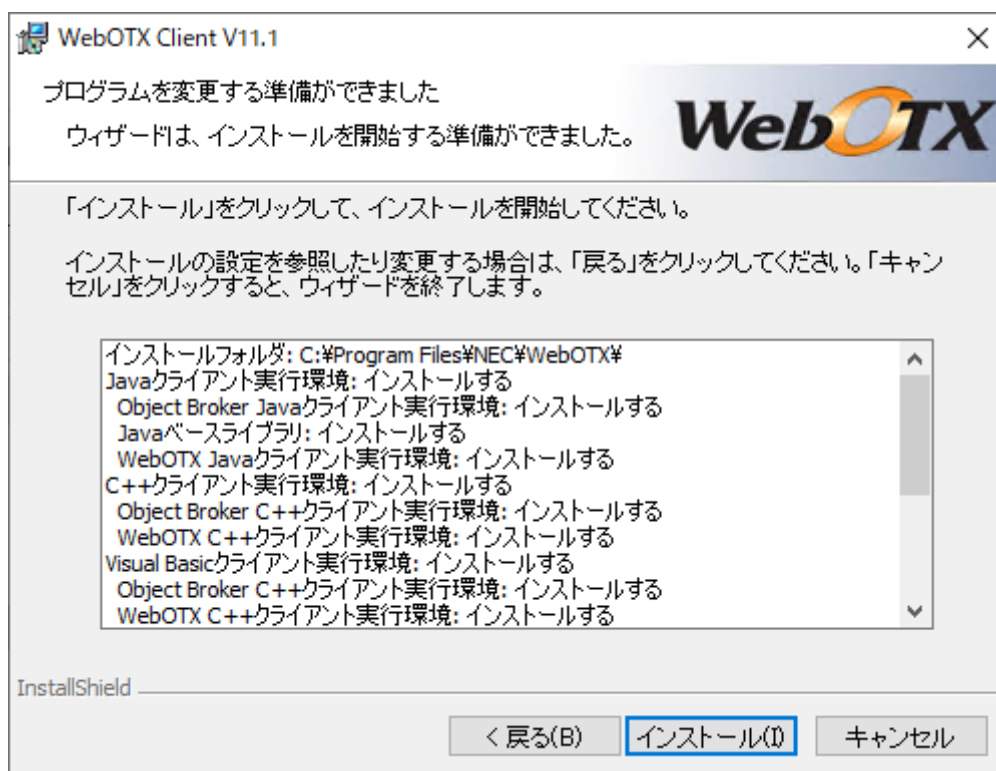 WebOTX Client V11.1
プログラムを変更する準備ができました
ウィザードは、インストールを開始する準備ができました。
WebOTX
「インストール」をクリックして、インストールを開始してください。
インストールの設定を参照したり変更する場合は、「戻る」をクリックしてください。「キャン
セル」をクリックすると、ウィザードを終了します。
インストールフォルダ: C:¥Program Files¥NEC¥WebOTX¥
Javaクライアント実行環境: インストールする
Object Broker Javaクライアント実行環境: インストールする
Javaベースライブラリ: インストールする
WebOTX Javaクライアント実行環境: インストールする
C++クライアント実行環境: インストールする
Object Broker C++クライアント実行環境: インストールする
WebOTX C++クライアント実行環境: インストールする
Visual Basicクライアント実行環境: インストールする
Object Broker C++クライアント実行環境: インストールする
WebOTX C++クライアント実行環境: インストールする
InstallShield
< 戻る(B)
インストール(I)
キャンセル